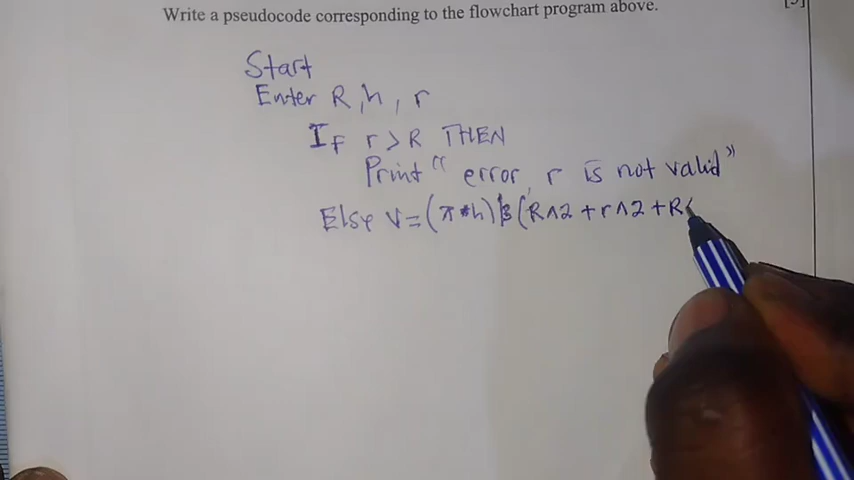 Write a pseudocode corresponding to the flowchart program above.
Start
Enter R, h, r
If r > R THEN
Print “ error, r is not valid”
Else V = (π * h)/3 (R^2 + r^2 + R